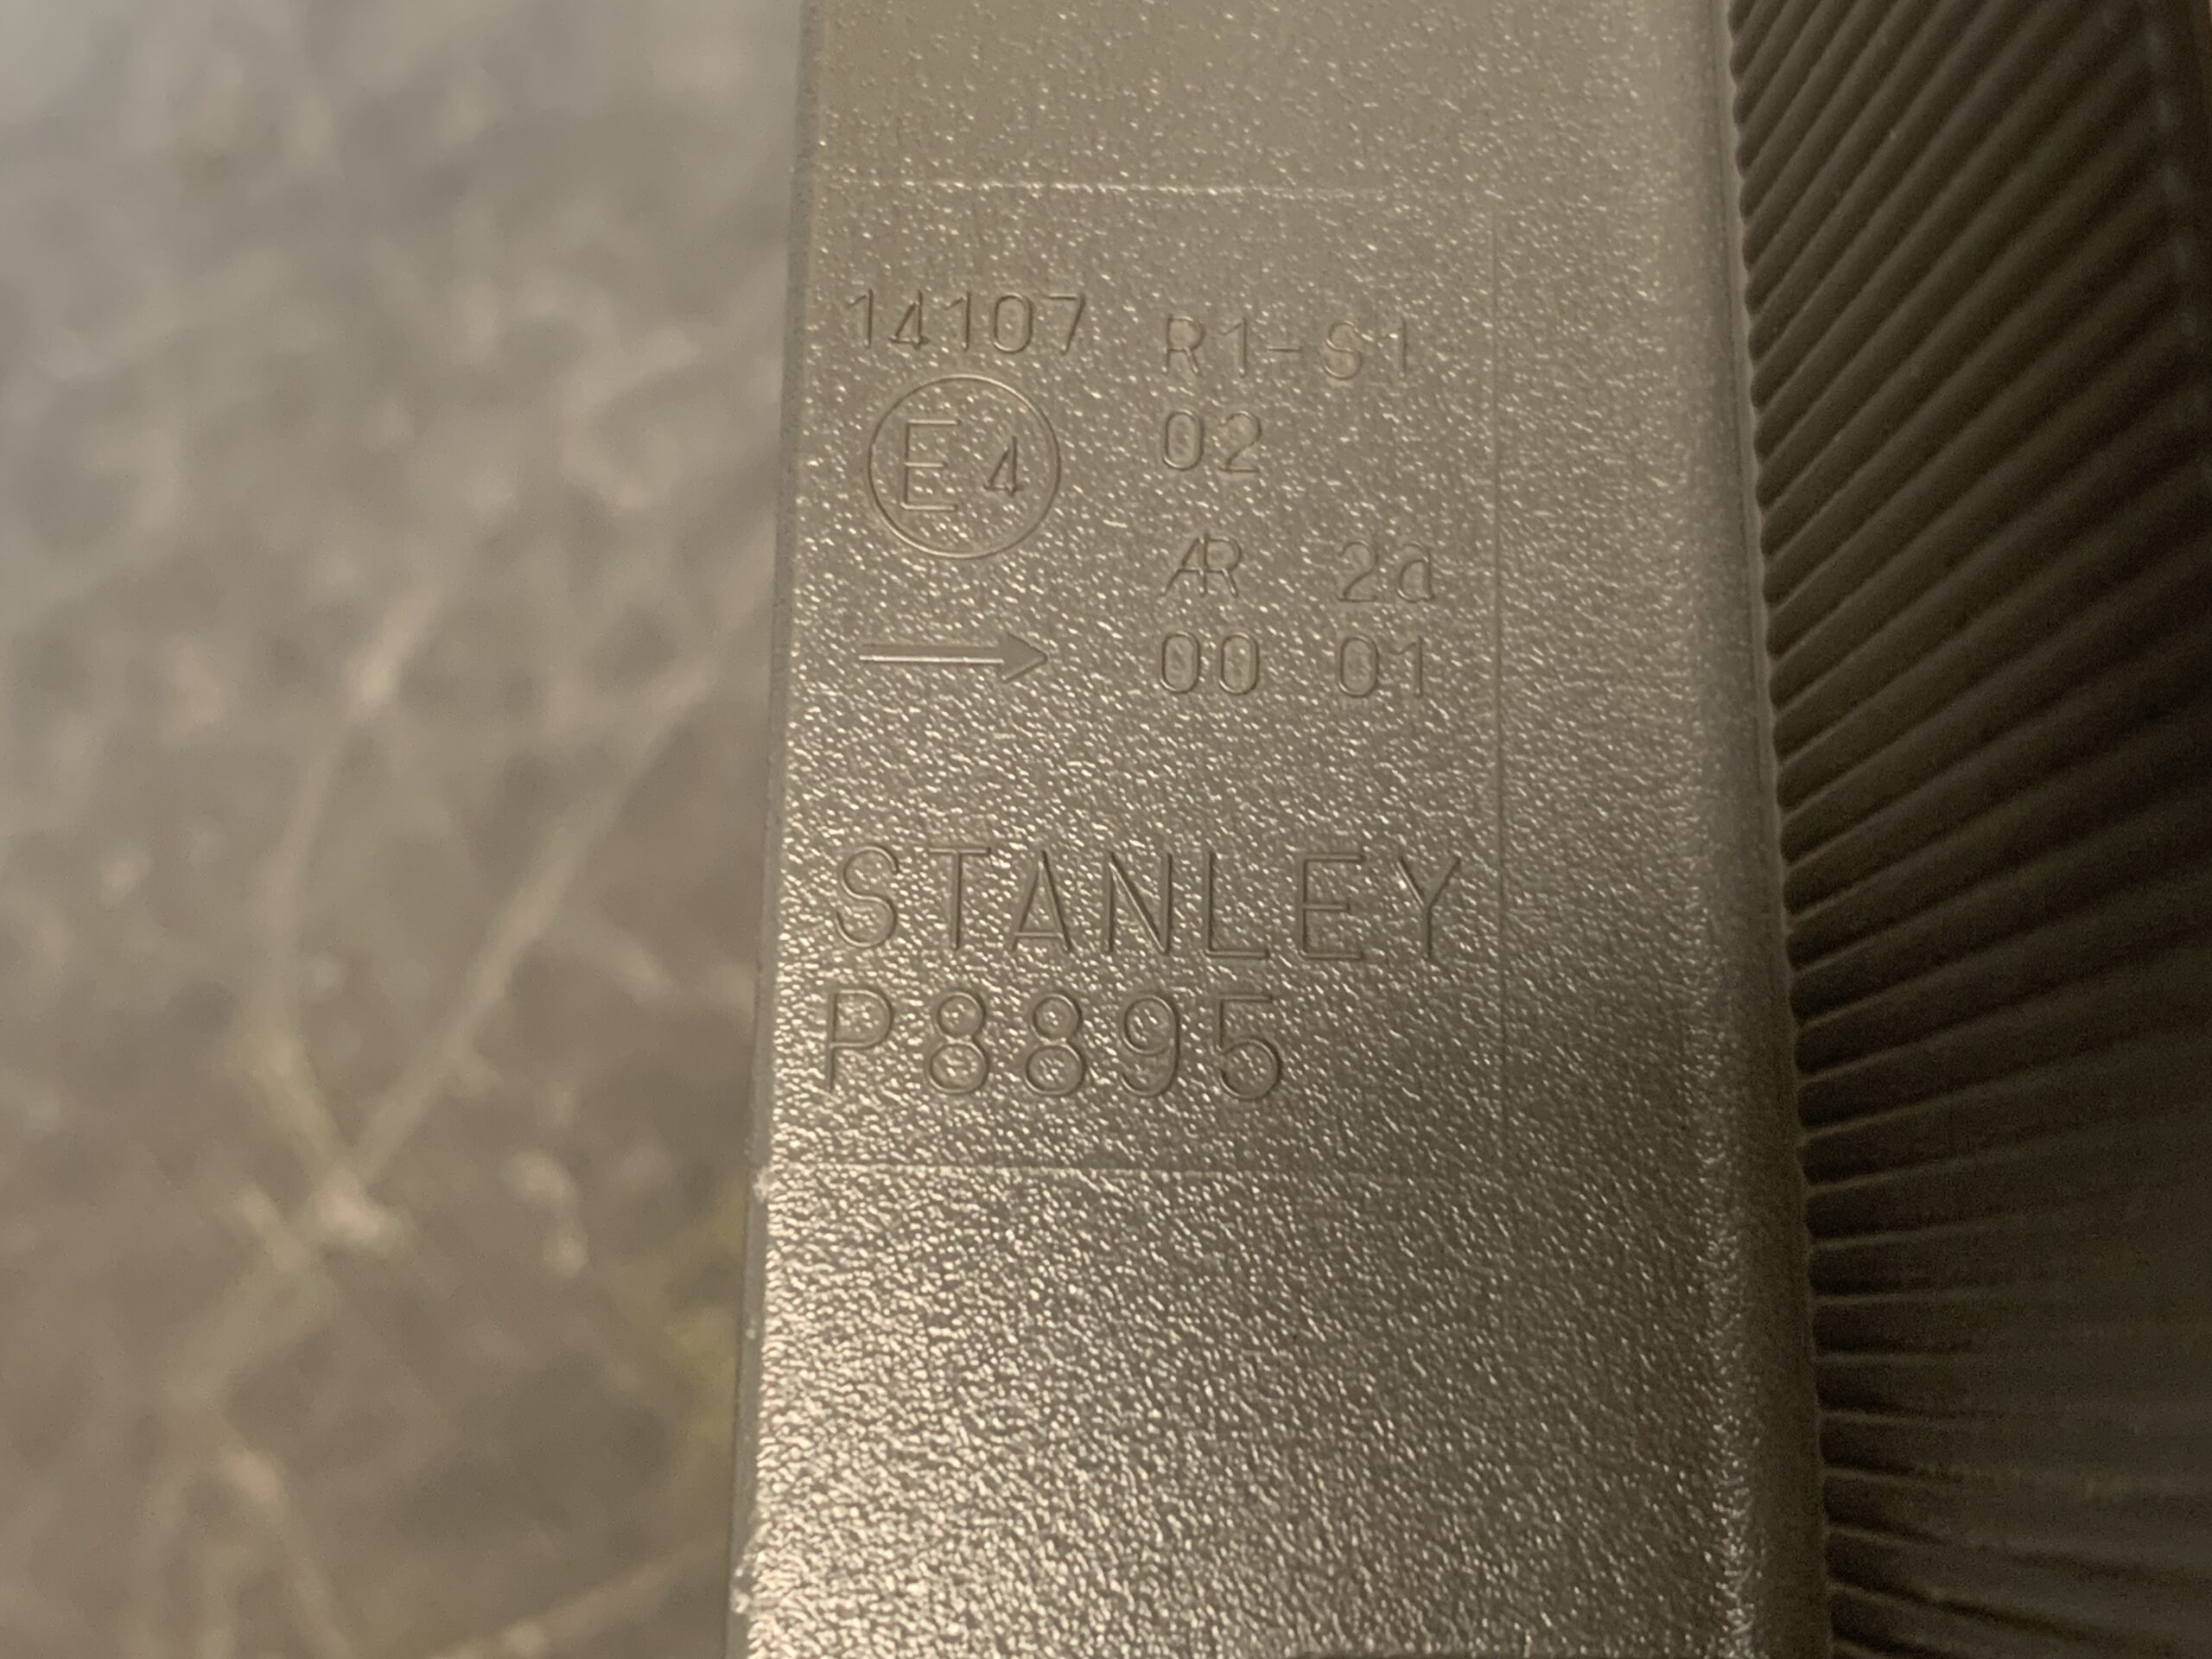 14107 R1-S1
E4 02
AR 2a
→ 00 01
STANLEY
P8895